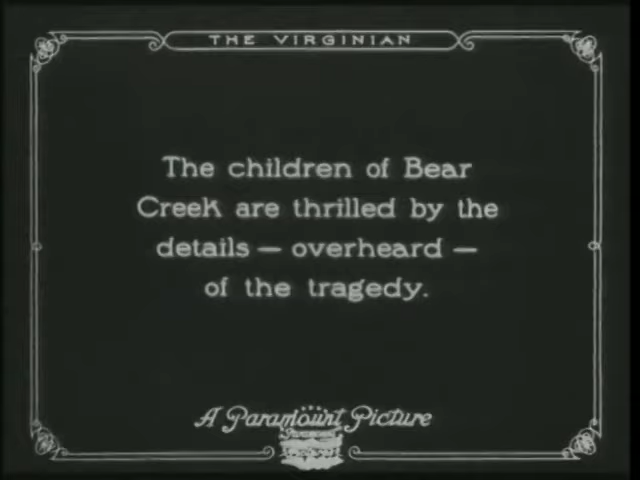 THE VIRGINIAN
The children of Bear
Creek are thrilled by the
details — overheard —
of the tragedy.
A Paramount Picture